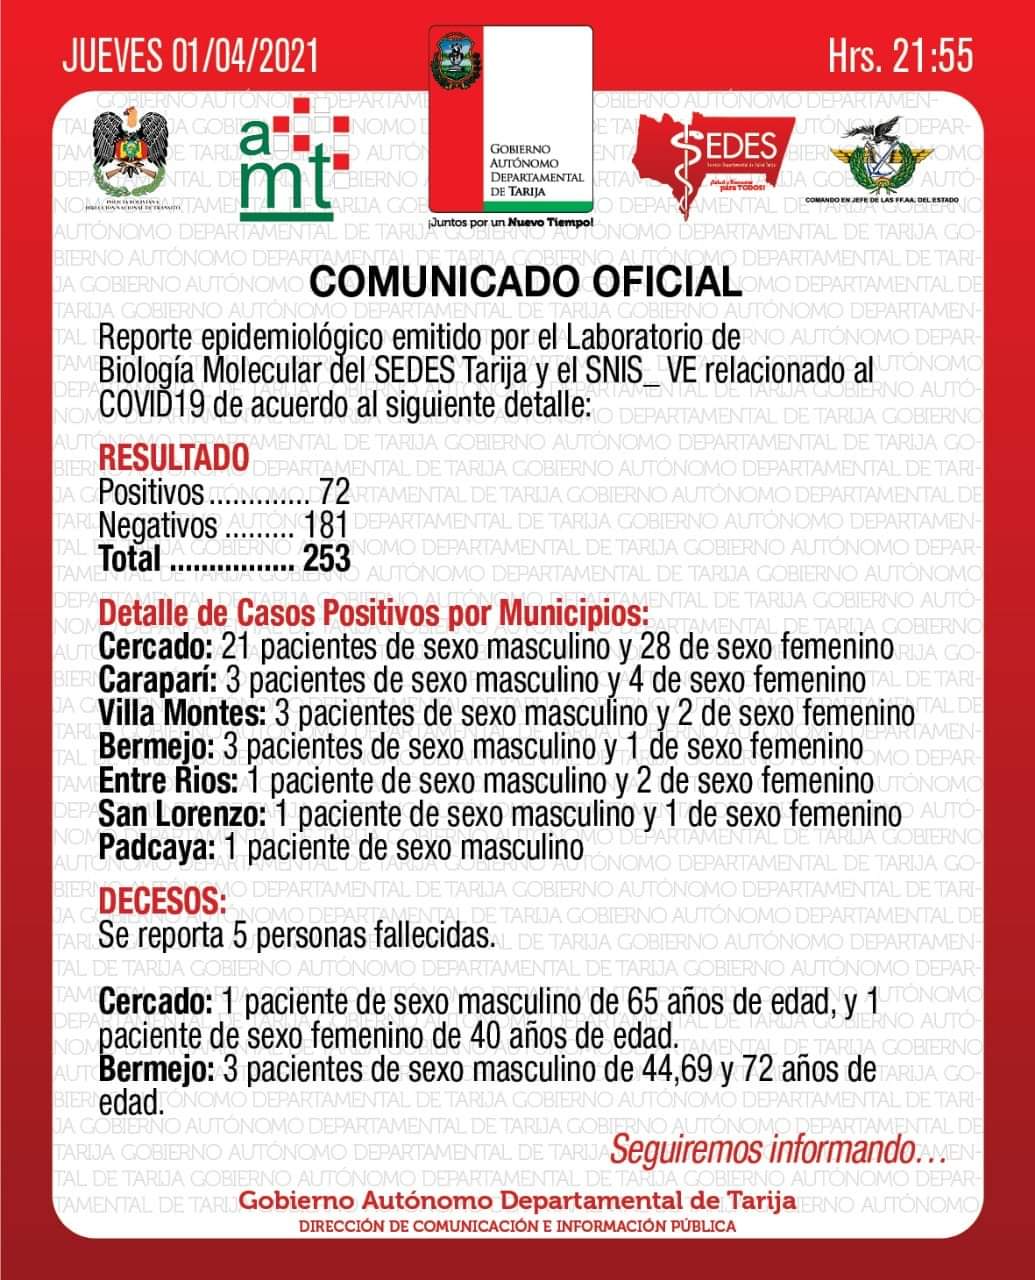 JUEVES 01/04/2021
Hrs. 21:55
POLICÍA BOLIVIANA
DIRECCIÓN NACIONAL DE TRÁNSITO
amt
GOBIERNO
AUTÓNOMO
DEPARTAMENTAL
DE TARIJA
¡Juntos por un Nuevo Tiempo!
SEDES
Servicio Departamental de Salud Tarija
para TODOS!
COMANDO EN JEFE DE LAS FF.AA. DEL ESTADO
COMUNICADO OFICIAL
Reporte epidemiológico emitido por el Laboratorio de
Biología Molecular del SEDES Tarija y el SNIS_ VE relacionado al
COVID19 de acuerdo al siguiente detalle:
RESULTADO
Positivos ............. 72
Negativos ......... 181
Total ................ 253
Detalle de Casos Positivos por Municipios:
Cercado: 21 pacientes de sexo masculino y 28 de sexo femenino
Caraparí: 3 pacientes de sexo masculino y 4 de sexo femenino
Villa Montes: 3 pacientes de sexo masculino y 2 de sexo femenino
Bermejo: 3 pacientes de sexo masculino y 1 de sexo femenino
Entre Rios: 1 paciente de sexo masculino y 2 de sexo femenino
San Lorenzo: 1 paciente de sexo masculino y 1 de sexo femenino
Padcaya: 1 paciente de sexo masculino
DECESOS:
Se reporta 5 personas fallecidas.
Cercado: 1 paciente de sexo masculino de 65 años de edad, y 1
paciente de sexo femenino de 40 años de edad.
Bermejo: 3 pacientes de sexo masculino de 44,69 y 72 años de
edad.
Seguiremos informando...
Gobierno Autónomo Departamental de Tarija
DIRECCIÓN DE COMUNICACIÓN E INFORMACIÓN PÚBLICA